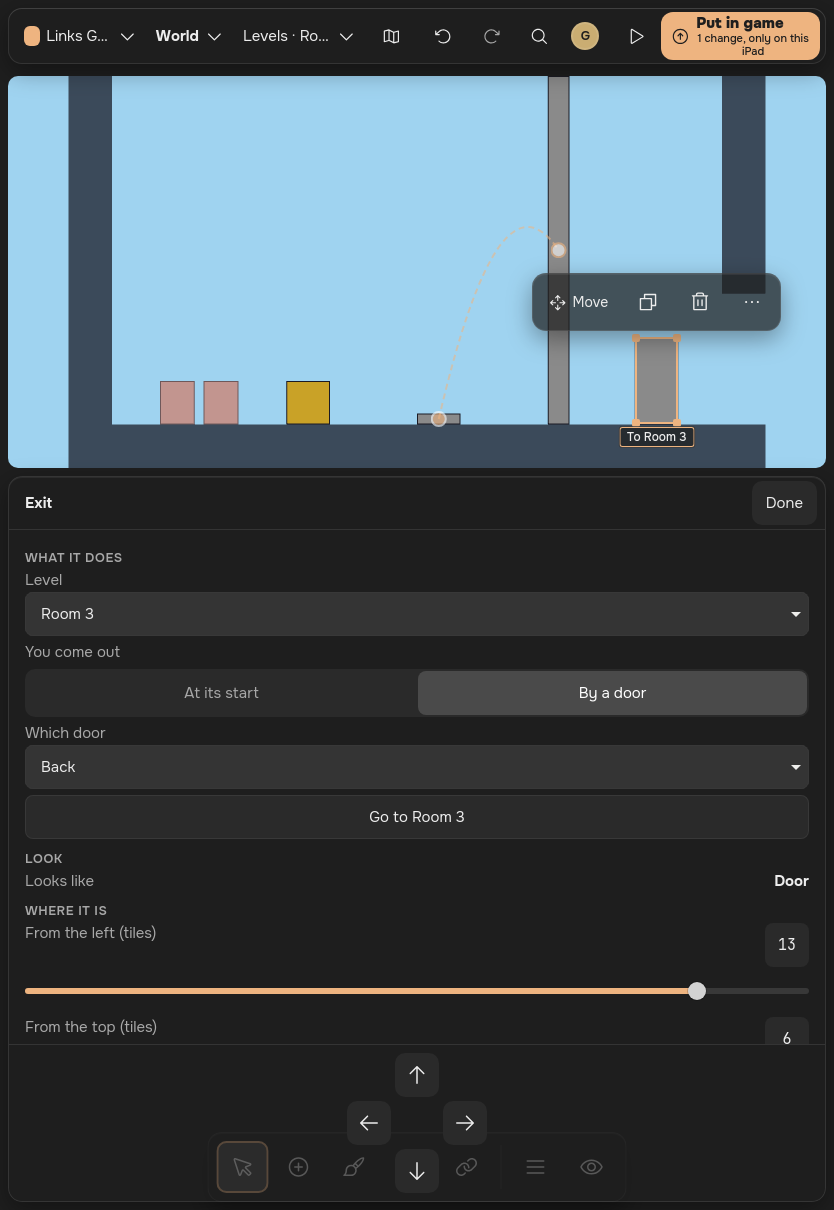 Links G...
World
Levels · Ro...
G
Put in game
1 change, only on this
iPad
Move
To Room 3
Exit
Done
WHAT IT DOES
Level
Room 3
You come out
At its start
By a door
Which door
Back
Go to Room 3
LOOK
Looks like
Door
WHERE IT IS
From the left (tiles)
13
From the top (tiles)
6